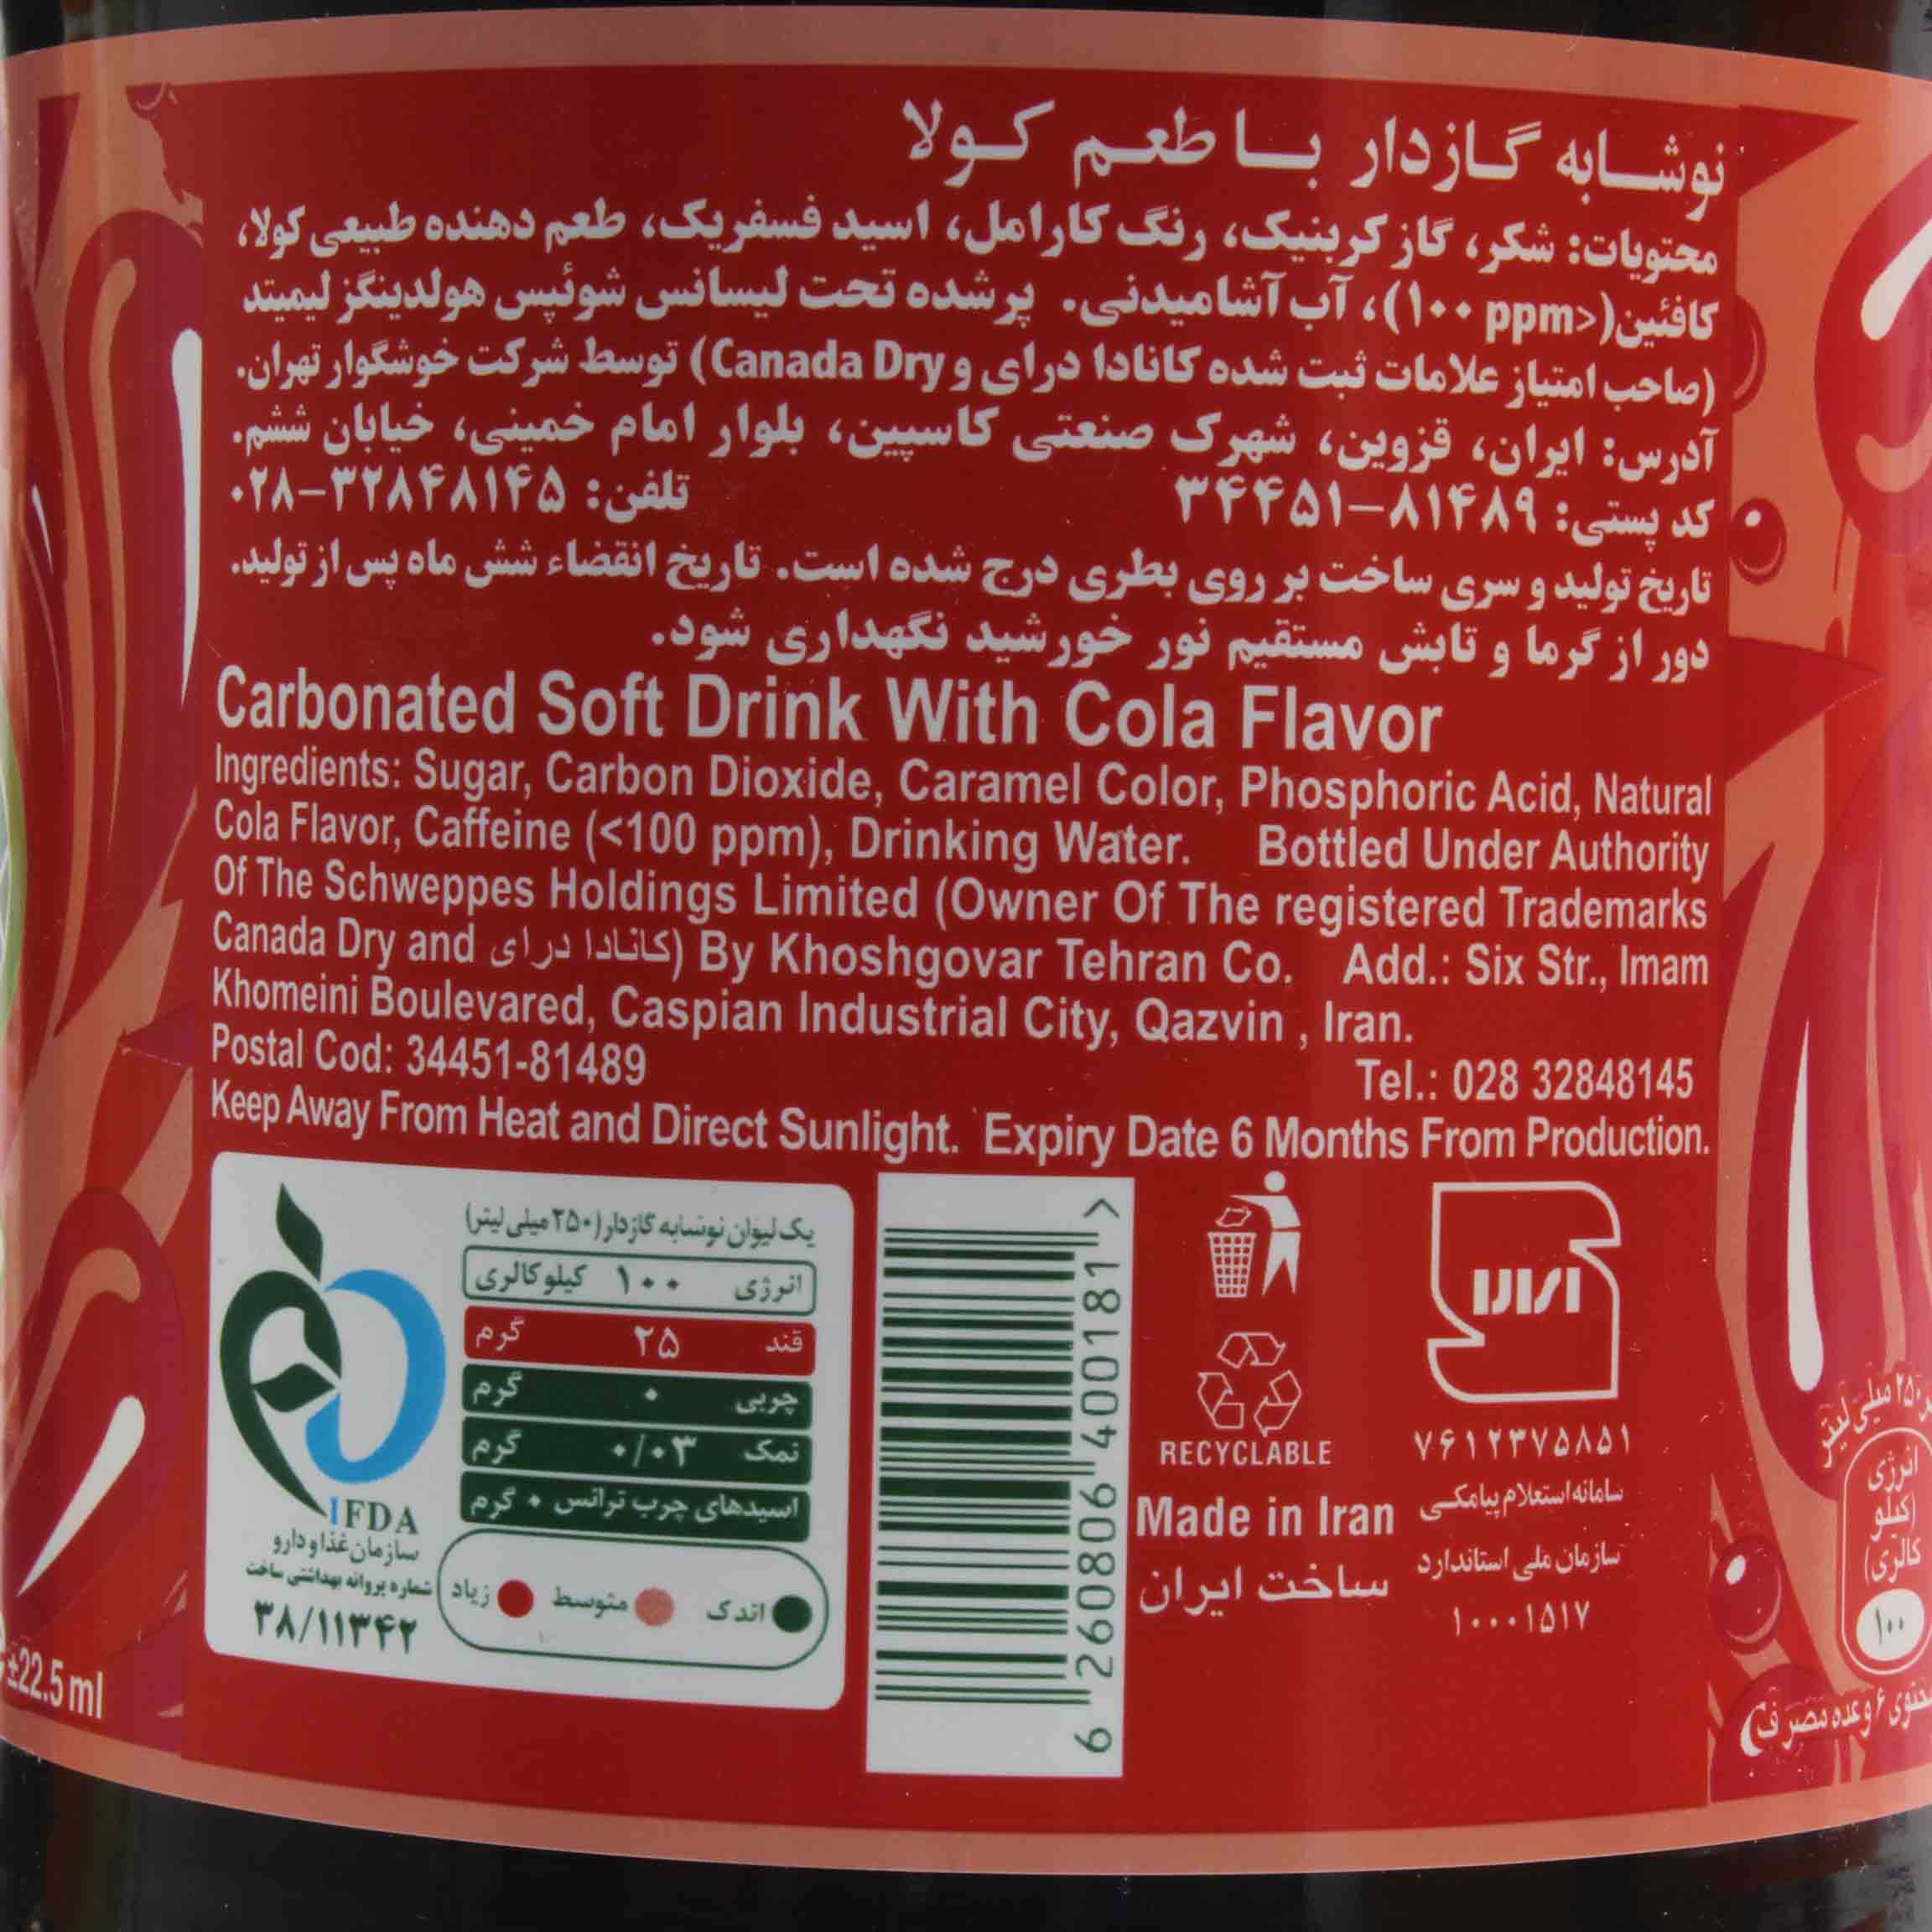 نوشابه گازدار با طعم کولا
محتویات: شکر، گاز کربنیک، رنگ کارامل، اسید فسفریک، طعم دهنده طبیعی کولا،
کافئین(<۱۰۰ ppm)، آب آشامیدنی. پرشده تحت لیسانس شوئپس هولدینگز لیمیتد
(صاحب امتیاز علامات ثبت شده کانادا درای و Canada Dry) توسط شرکت خوشگوار تهران.
آدرس: ایران، قزوین، شهرک صنعتی کاسپین، بلوار امام خمینی، خیابان ششم.
کد پستی: ۸۱۴۸۹–۳۴۴۵۱ تلفن: ۳۲۸۴۸۱۴۵–۰۲۸
تاریخ تولید و سری ساخت بر روی بطری درج شده است. تاریخ انقضاء شش ماه پس از تولید.
دور از گرما و تابش مستقیم نور خورشید نگهداری شود.
Carbonated Soft Drink With Cola Flavor
Ingredients: Sugar, Carbon Dioxide, Caramel Color, Phosphoric Acid, Natural
Cola Flavor, Caffeine (<100 ppm), Drinking Water. Bottled Under Authority
Of The Schweppes Holdings Limited (Owner Of The registered Trademarks
Canada Dry and کانادا درای) By Khoshgovar Tehran Co. Add.: Six Str., Imam
Khomeini Boulevared, Caspian Industrial City, Qazvin , Iran.
Postal Cod: 34451-81489 Tel.: 028 32848145
Keep Away From Heat and Direct Sunlight. Expiry Date 6 Months From Production.
یک لیوان نوشابه گازدار (۲۵۰ میلی لیتر)
انرژی ۱۰۰ کیلوکالری
قند ۲۵ گرم
چربی ۰ گرم
نمک ۰/۰۳ گرم
اسیدهای چرب ترانس ۰ گرم
اندک متوسط زیاد
IFDA
سازمان غذا و دارو
شماره پروانه بهداشتی ساخت
۳۸/۱۱۳۴۲
6 260806 400181 >
RECYCLABLE
Made in Iran
ساخت ایران
۷۶۱۲۳۷۵۸۵۱
سامانه استعلام پیامکی
سازمان ملی استاندارد
۱۰۰۰۱۵۱۷
۲۵۰ میلی لیتر
انرژی
(کیلو
کالری)
۱۰۰
۶ وعده مصرف)
±22.5 ml